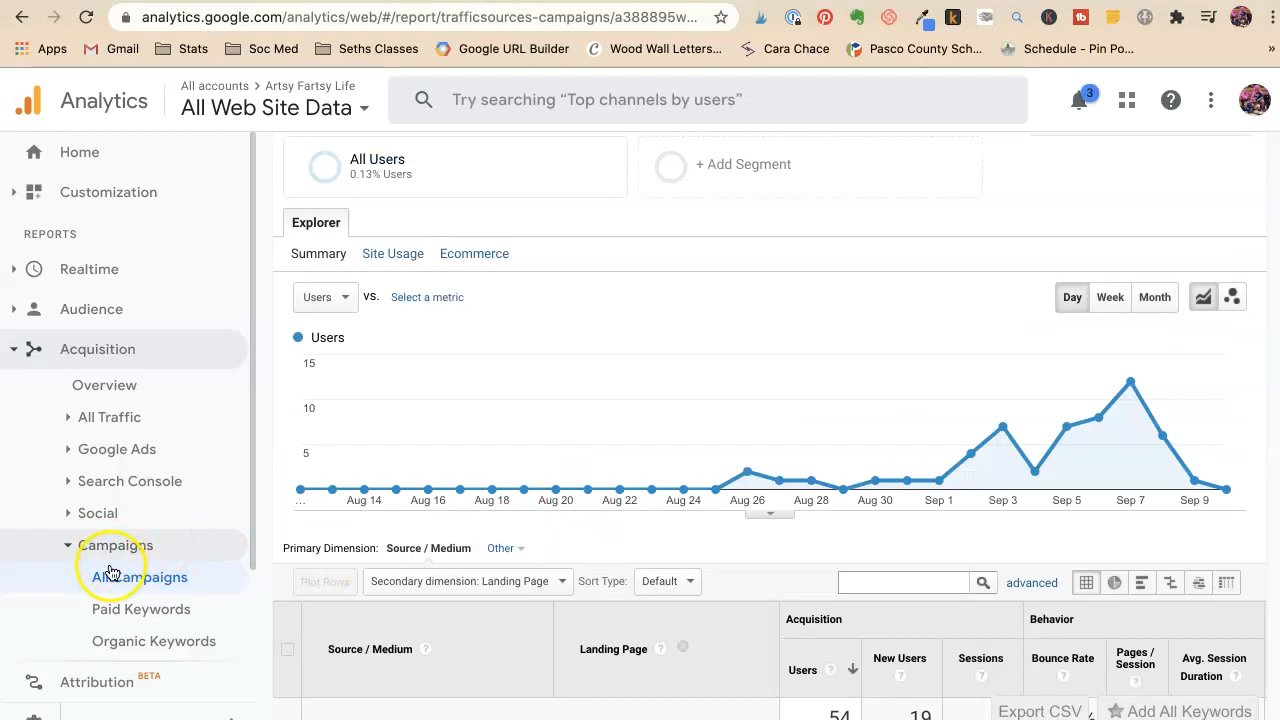 analytics.google.com/analytics/web/#/report/trafficsources-campaigns/a388895w...
Apps
Gmail
Stats
Soc Med
Seths Classes
Google URL Builder
Wood Wall Letters...
Cara Chace
Pasco County Sch...
Schedule - Pin Po...
»
Analytics
All accounts > Artsy Fartsy Life
All Web Site Data
Try searching “Top channels by users”
3
Home
Customization
REPORTS
Realtime
Audience
Acquisition
Overview
All Traffic
Google Ads
Search Console
Social
Campaigns
All Campaigns
Paid Keywords
Organic Keywords
Attribution BETA
All Users
0.13% Users
+ Add Segment
Explorer
Summary Site Usage Ecommerce
Users VS. Select a metric
Day Week Month
Users
15
10
5
... Aug 14 Aug 16 Aug 18 Aug 20 Aug 22 Aug 24 Aug 26 Aug 28 Aug 30 Sep 1 Sep 3 Sep 5 Sep 7 Sep 9
Primary Dimension: Source / Medium Other
Plot Rows Secondary dimension: Landing Page Sort Type: Default advanced
Source / Medium ?
Landing Page ?
Acquisition
Behavior
Users ?
New Users ?
Sessions ?
Bounce Rate ?
Pages / Session ?
Avg. Session Duration ?
54 19
Export CSV
Add All Keywords